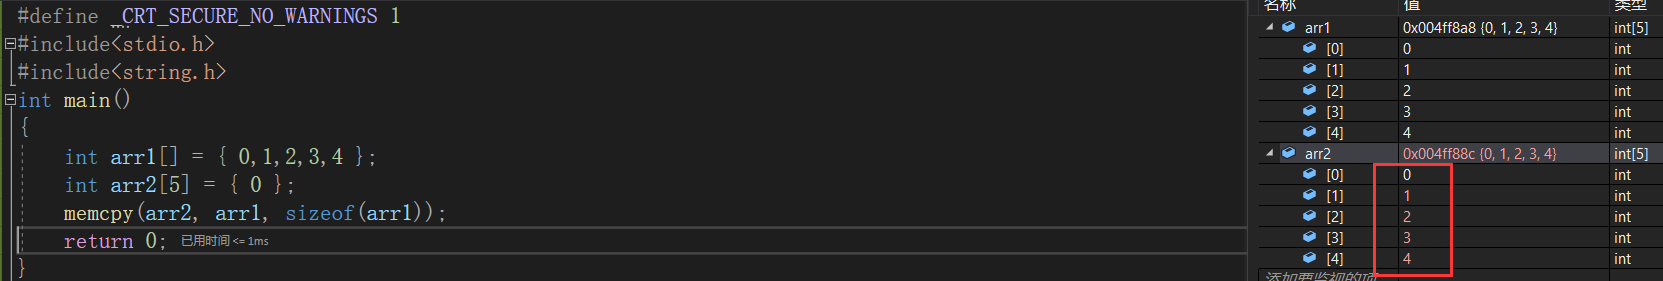 #define _CRT_SECURE_NO_WARNINGS 1
#include<stdio.h>
#include<string.h>
int main()
{
int arr1[] = { 0,1,2,3,4 };
int arr2[5] = { 0 };
memcpy(arr2, arr1, sizeof(arr1));
return 0; 已用时间 <= 1ms
}
名称 值 类型
arr1 0x004ff8a8 {0, 1, 2, 3, 4} int[5]
[0] 0 int
[1] 1 int
[2] 2 int
[3] 3 int
[4] 4 int
arr2 0x004ff88c {0, 1, 2, 3, 4} int[5]
[0] 0 int
[1] 1 int
[2] 2 int
[3] 3 int
[4] 4 int
添加要监视的项